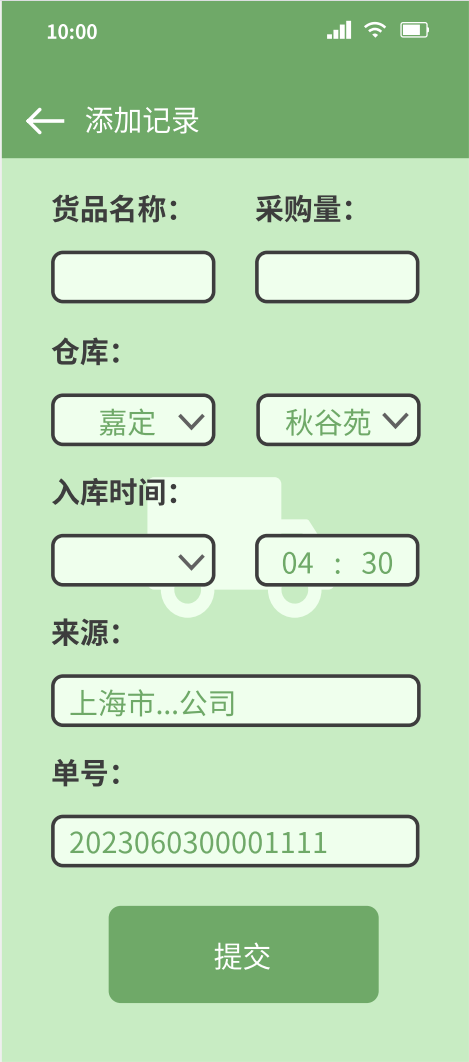 10:00
添加记录
货品名称： 采购量：
仓库：
嘉定 秋谷苑
入库时间：
04 : 30
来源：
上海市...公司
单号：
2023060300001111
提交